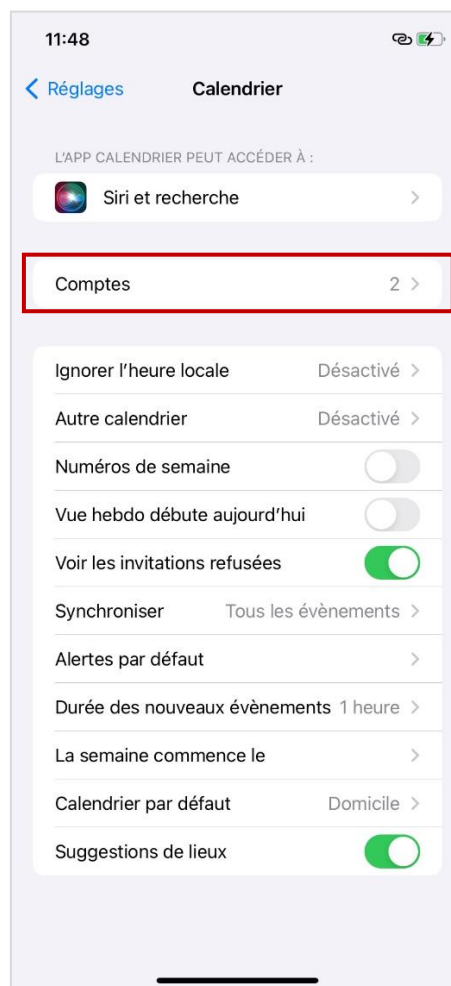 11:48
Réglages
Calendrier
L'APP CALENDRIER PEUT ACCÉDER À :
Siri et recherche
Comptes 2
Ignorer l'heure locale Désactivé
Autre calendrier Désactivé
Numéros de semaine
Vue hebdo débute aujourd'hui
Voir les invitations refusées
Synchroniser Tous les évènements
Alertes par défaut
Durée des nouveaux évènements 1 heure
La semaine commence le
Calendrier par défaut Domicile
Suggestions de lieux